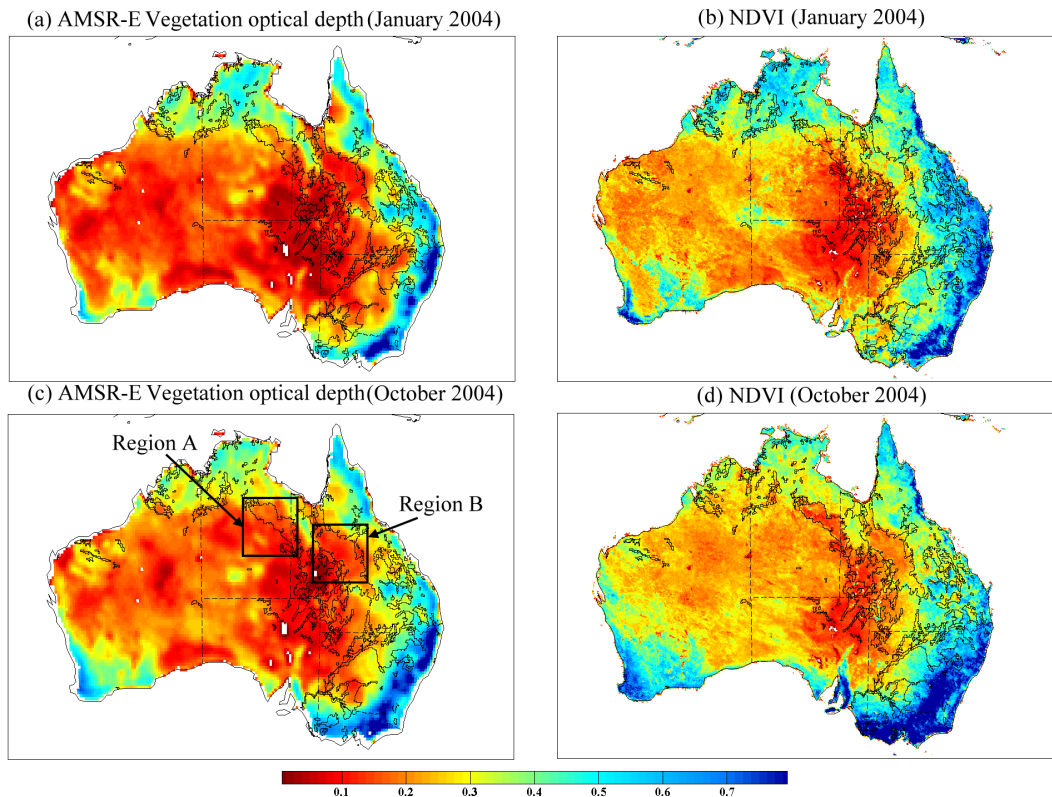 (a) AMSR-E Vegetation optical depth (January 2004)
(b) NDVI (January 2004)
(c) AMSR-E Vegetation optical depth (October 2004)
(d) NDVI (October 2004)
Region A
Region B
0.1 0.2 0.3 0.4 0.5 0.6 0.7